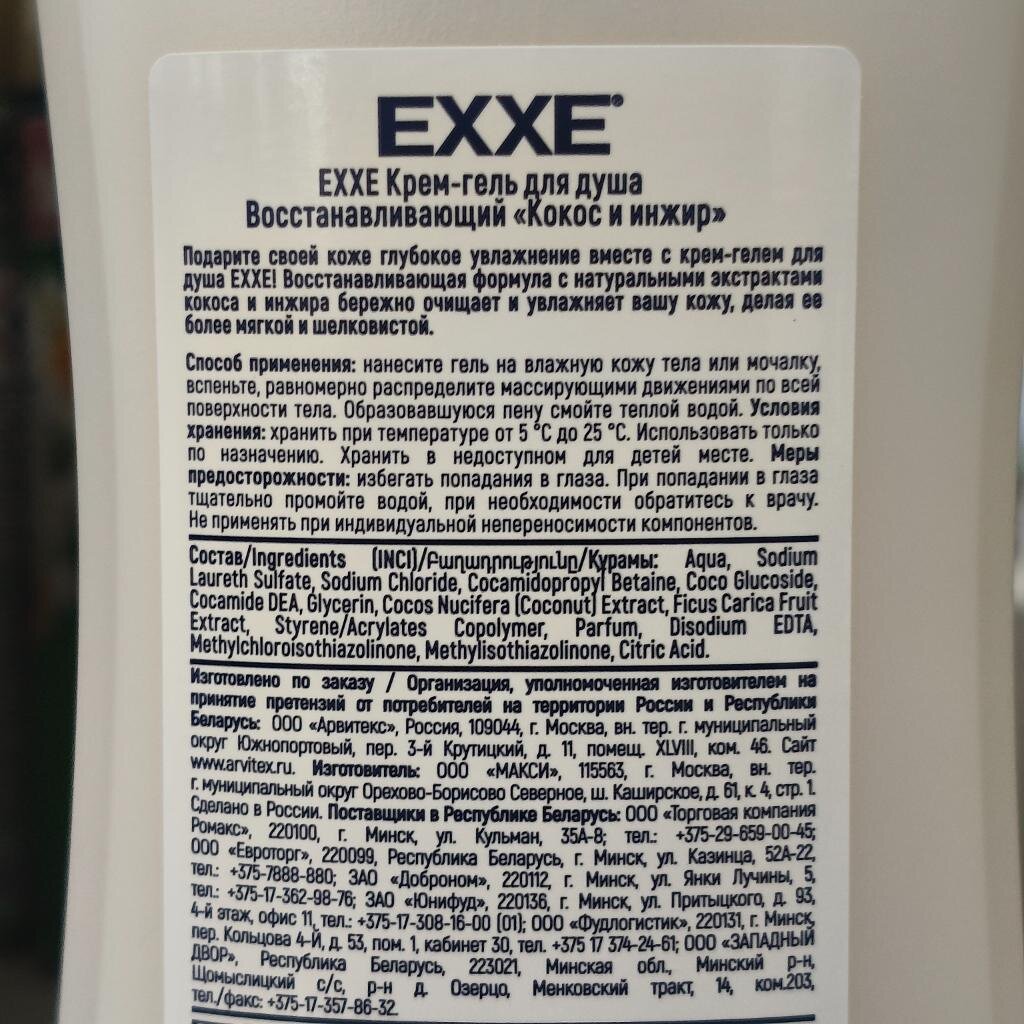 EXXE®
EXXE Крем-гель для душа
Восстанавливающий «Кокос и инжир»
Подарите своей коже глубокое увлажнение вместе с крем-гелем для
душа EXXE! Восстанавливающая формула с натуральными экстрактами
кокоса и инжира бережно очищает и увлажняет вашу кожу, делая ее
более мягкой и шелковистой.
Способ применения: нанесите гель на влажную кожу тела или мочалку,
вспеньте, равномерно распределите массирующими движениями по всей
поверхности тела. Образовавшуюся пену смойте теплой водой. Условия
хранения: хранить при температуре от 5 °C до 25 °C. Использовать только
по назначению. Хранить в недоступном для детей месте. Меры
предосторожности: избегать попадания в глаза. При попадании в глаза
тщательно промойте водой, при необходимости обратитесь к врачу.
Не применять при индивидуальной непереносимости компонентов.
Состав/Ingredients (INCI)/Բաղադրությունը/Курамы: Aqua, Sodium
Laureth Sulfate, Sodium Chloride, Cocamidopropyl Betaine, Coco Glucoside,
Cocamide DEA, Glycerin, Cocos Nucifera (Coconut) Extract, Ficus Carica Fruit
Extract, Styrene/Acrylates Copolymer, Parfum, Disodium EDTA,
Methylchloroisothiazolinone, Methylisothiazolinone, Citric Acid.
Изготовлено по заказу / Организация, уполномоченная изготовителем на
принятие претензий от потребителей на территории России и Республики
Беларусь: ООО «Арвитекс», Россия, 109044, г. Москва, вн. тер. г. муниципальный
округ Южнопортовый, пер. 3-й Крутицкий, д. 11, помещ. XLVIII, ком. 46. Сайт
www.arvitex.ru. Изготовитель: ООО «МАКСИ», 115563, г. Москва, вн. тер.
г. муниципальный округ Орехово-Борисово Северное, ш. Каширское, д. 61, к. 4, стр. 1.
Сделано в России. Поставщики в Республике Беларусь: ООО «Торговая компания
Ромакс», 220100, г. Минск, ул. Кульман, 35А-8; тел.: +375-29-659-00-45;
ООО «Евроторг», 220099, Республика Беларусь, г. Минск, ул. Казинца, 52А-22,
тел.: +375-7888-880; ЗАО «Доброном», 220112, г. Минск, ул. Янки Лучины, 5,
тел.: +375-17-362-98-76; ЗАО «Юнифуд», 220136, г. Минск, ул. Притыцкого, д. 93,
4-й этаж, офис 11, тел.: +375-17-308-16-00 (01); ООО «Фудлогистик», 220131, г. Минск,
пер. Кольцова 4-Й, д. 53, пом. 1, кабинет 30, тел. +375 17 374-24-61; ООО «ЗАПАДНЫЙ
ДВОР», Республика Беларусь, 223021, Минская обл., Минский р-н,
Щомыслицкий с/с, р-н д. Озерцо, Менковский тракт, 14, ком.203,
тел./факс: +375-17-357-86-32.